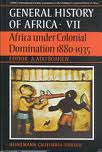 GENERAL HISTORY OF
AFRICA · VII
Africa under Colonial
Domination 1880-1935
EDITOR A. ADU BOAHEN
HEINEMANN CALIFORNIA UNESCO